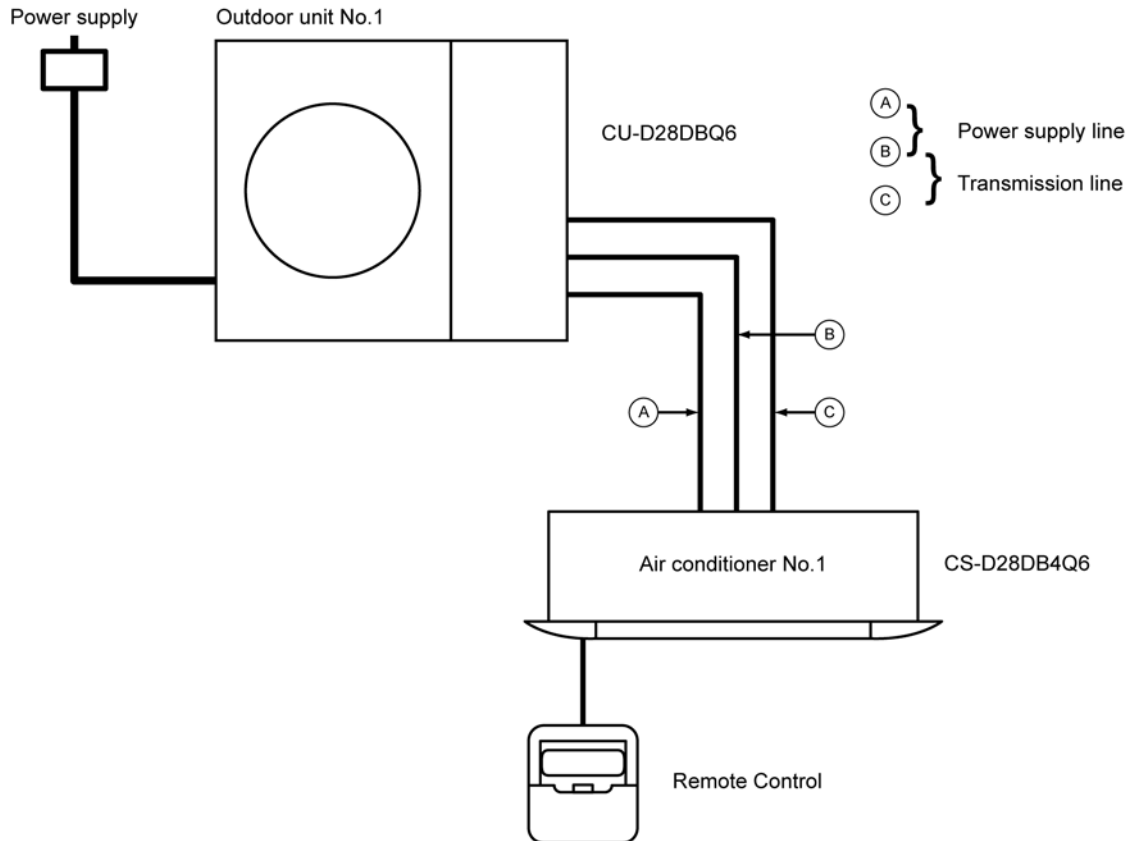 Power supply
Outdoor unit No.1
CU-D28DBQ6
A
B
C
Power supply line
Transmission line
B
A
C
Air conditioner No.1
CS-D28DB4Q6
Remote Control